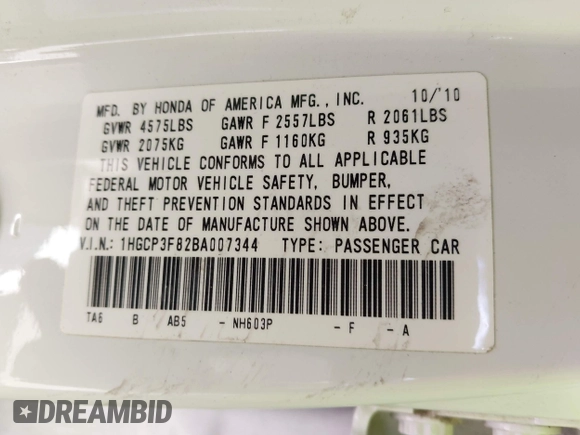 MFD. BY HONDA OF AMERICA MFG., INC. 10/'10
GVWR 4575LBS GAWR F 2557LBS R 2061LBS
GVWR 2075KG GAWR F 1160KG R 935KG
THIS VEHICLE CONFORMS TO ALL APPLICABLE
FEDERAL MOTOR VEHICLE SAFETY, BUMPER,
AND THEFT PREVENTION STANDARDS IN EFFECT
ON THE DATE OF MANUFACTURE SHOWN ABOVE.
V.I.N.: 1HGCP3F82BA007344 TYPE: PASSENGER CAR
TA6 B AB5 - NH603P - F - A
DREAMBID